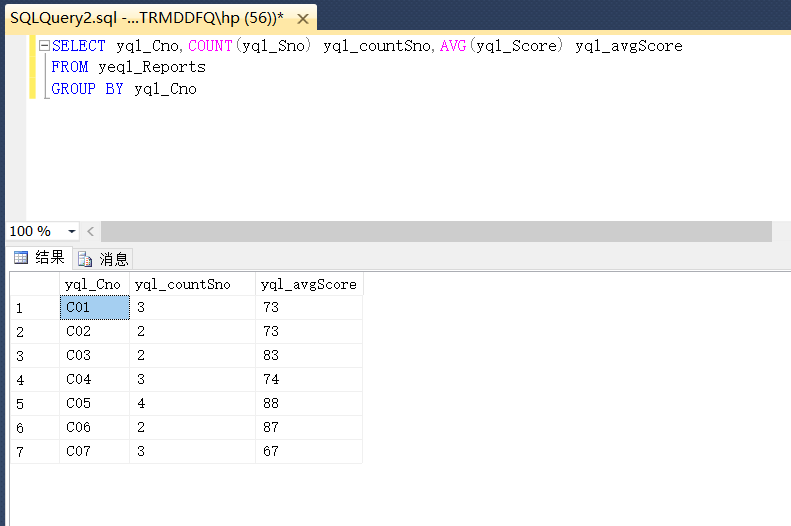 SQLQuery2.sql -...TRMDDFQ\hp (56))*
SELECT yql_Cno,COUNT(yql_Sno) yql_countSno,AVG(yql_Score) yql_avgScore
FROM yeql_Reports
GROUP BY yql_Cno
100 %
结果 消息
yql_Cno yql_countSno yql_avgScore
1 C01 3 73
2 C02 2 73
3 C03 2 83
4 C04 3 74
5 C05 4 88
6 C06 2 87
7 C07 3 67